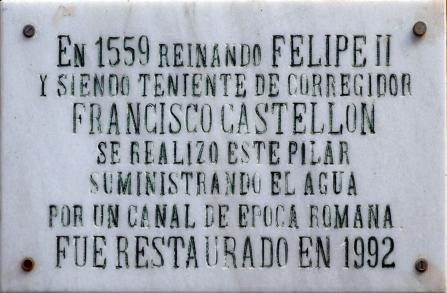 EN 1559 REINANDO FELIPE II
Y SIENDO TENIENTE DE CORREGIDOR
FRANCISCO CASTELLON
SE REALIZO ESTE PILAR
SUMINISTRANDO EL AGUA
POR UN CANAL DE EPOCA ROMANA.
FUE RESTAURADO EN 1992